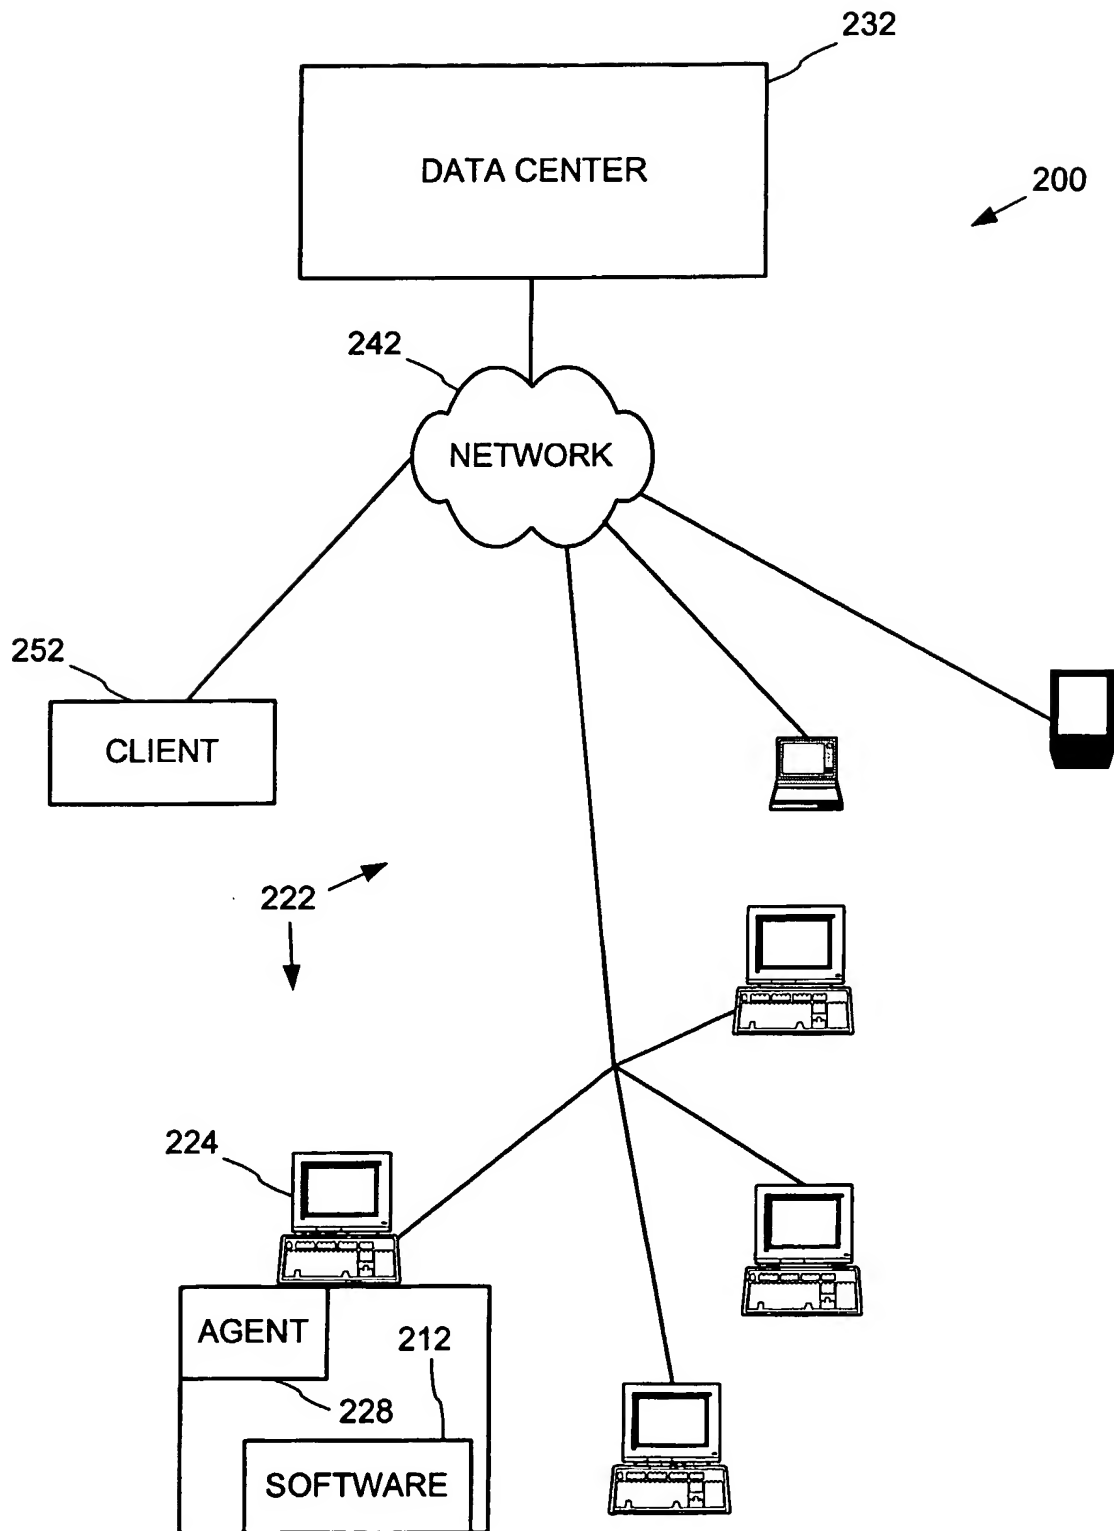 232
DATA CENTER
200
242
NETWORK
252
CLIENT
222
224
AGENT
212
228
SOFTWARE